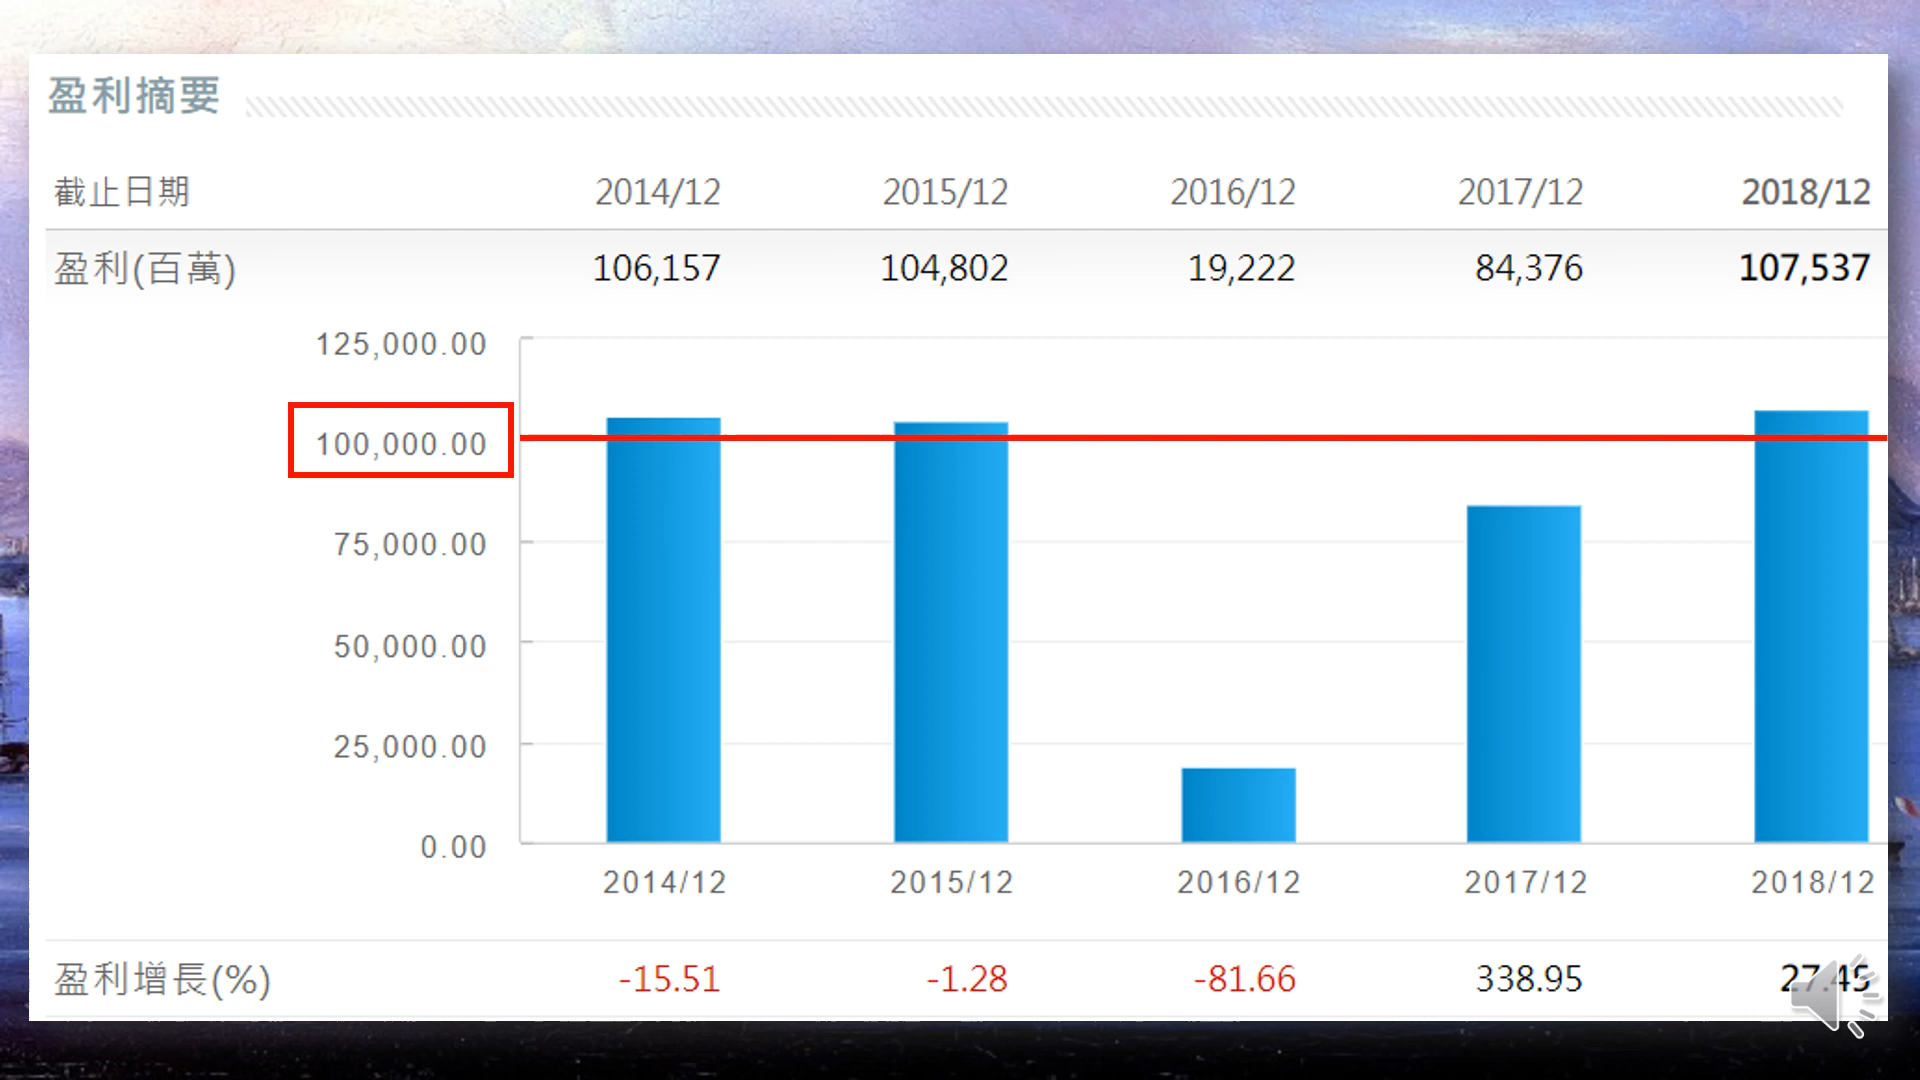 盈利摘要
截止日期 2014/12 2015/12 2016/12 2017/12 2018/12
盈利(百萬) 106,157 104,802 19,222 84,376 107,537
125,000.00
100,000.00
75,000.00
50,000.00
25,000.00
0.00
2014/12 2015/12 2016/12 2017/12 2018/12
盈利增長(%) -15.51 -1.28 -81.66 338.95 27.45